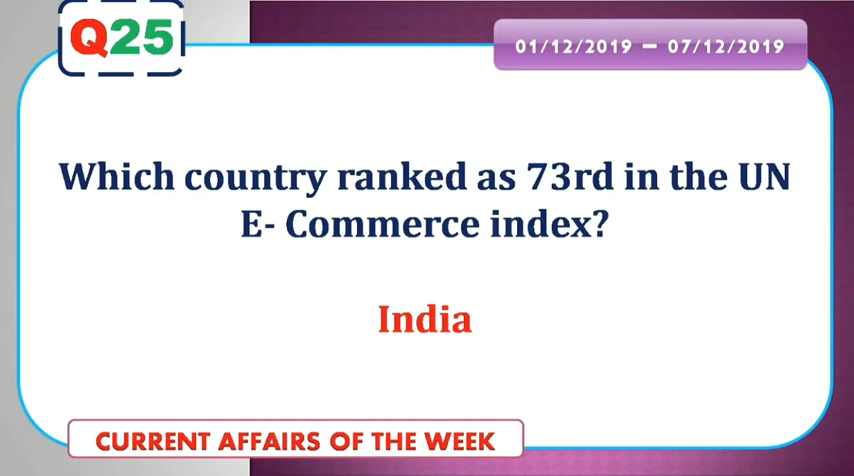 Q25
01/12/2019 – 07/12/2019
Which country ranked as 73rd in the UN
E- Commerce index?
India
CURRENT AFFAIRS OF THE WEEK